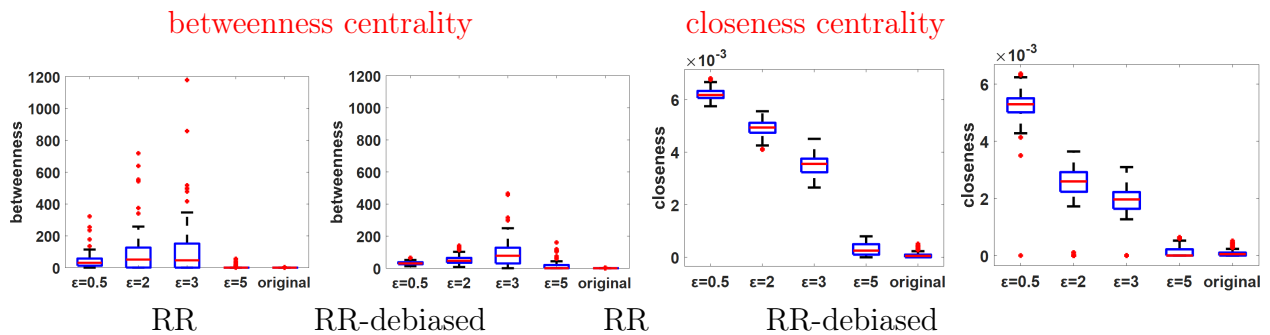 betweenness centrality
closeness centrality
betweenness
1200
1000
800
600
400
200
0
ε=0.5 ε=2 ε=3 ε=5 original
betweenness
1200
1000
800
600
400
200
0
ε=0.5 ε=2 ε=3 ε=5 original
×10⁻³
closeness
6
4
2
0
ε=0.5 ε=2 ε=3 ε=5 original
×10⁻³
closeness
6
4
2
0
ε=0.5 ε=2 ε=3 ε=5 original
RR RR-debiased RR RR-debiased